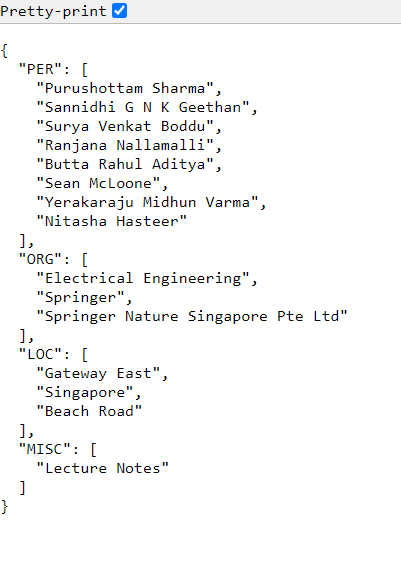 Pretty-print
{
  "PER": [
    "Purushottam Sharma",
    "Sannidhi G N K Geethan",
    "Surya Venkat Boddu",
    "Ranjana Nallamalli",
    "Butta Rahul Aditya",
    "Sean McLoone",
    "Yerakaraju Midhun Varma",
    "Nitasha Hasteer"
  ],
  "ORG": [
    "Electrical Engineering",
    "Springer",
    "Springer Nature Singapore Pte Ltd"
  ],
  "LOC": [
    "Gateway East",
    "Singapore",
    "Beach Road"
  ],
  "MISC": [
    "Lecture Notes"
  ]
}